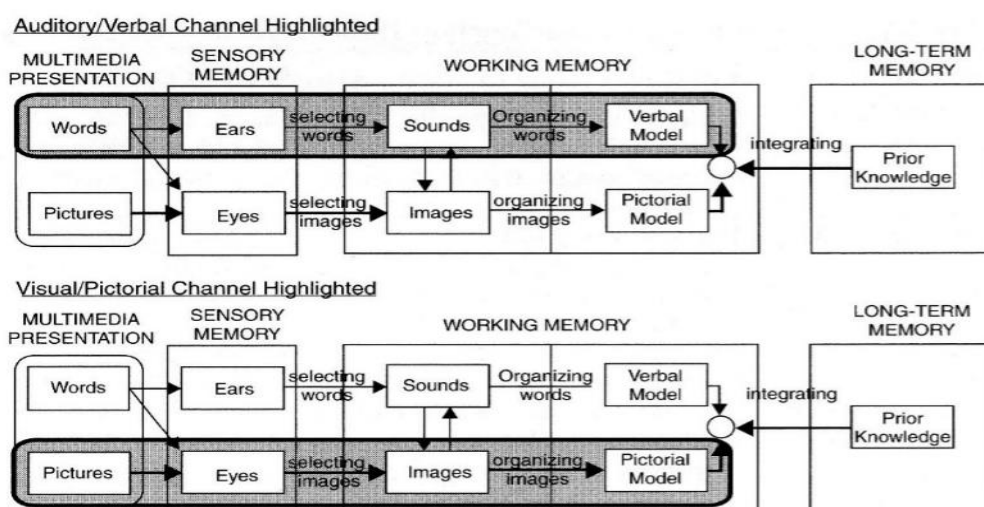 Auditory/Verbal Channel Highlighted
MULTIMEDIA
PRESENTATION
SENSORY
MEMORY
WORKING MEMORY
LONG-TERM
MEMORY
Words
Ears
selecting
words
Sounds
Organizing
words
Verbal
Model
integrating
Prior
Knowledge
Pictures
Eyes
selecting
images
Images
organizing
images
Pictorial
Model
Visual/Pictorial Channel Highlighted
MULTIMEDIA
PRESENTATION
SENSORY
MEMORY
WORKING MEMORY
LONG-TERM
MEMORY
Words
Ears
selecting
words
Sounds
Organizing
words
Verbal
Model
integrating
Prior
Knowledge
Pictures
Eyes
selecting
images
Images
organizing
images
Pictorial
Model